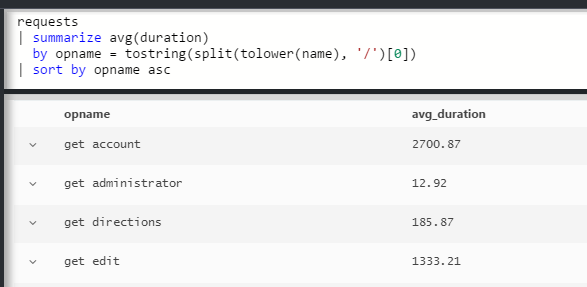 requests
| summarize avg(duration)
by opname = tostring(split(tolower(name), '/')[0])
| sort by opname asc
opname avg_duration
get account 2700.87
get administrator 12.92
get directions 185.87
get edit 1333.21